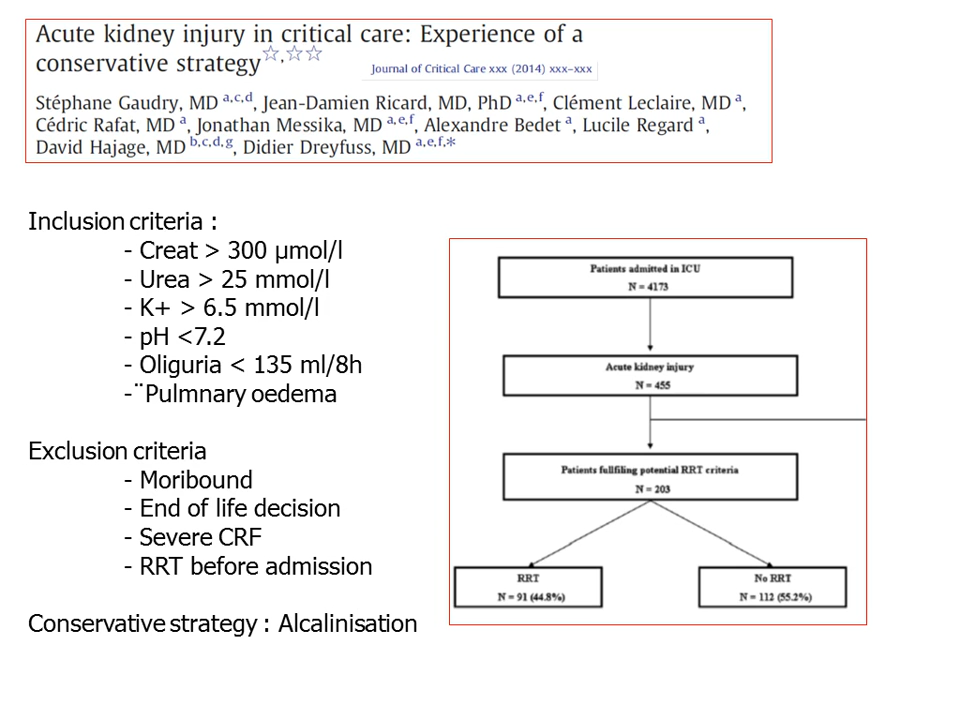 Acute kidney injury in critical care: Experience of a
conservative strategy☆,☆☆
Journal of Critical Care xxx (2014) xxx–xxx
Stéphane Gaudry, MD a,c,d, Jean-Damien Ricard, MD, PhD a,e,f, Clément Leclaire, MD a,
Cédric Rafat, MD a, Jonathan Messika, MD a,e,f, Alexandre Bedet a, Lucile Regard a,
David Hajage, MD b,c,d,g, Didier Dreyfuss, MD a,e,f,*
Inclusion criteria :
- Creat > 300 µmol/l
- Urea > 25 mmol/l
- K+ > 6.5 mmol/l
- pH <7.2
- Oliguria < 135 ml/8h
-¨Pulmnary oedema
Exclusion criteria
- Moribound
- End of life decision
- Severe CRF
- RRT before admission
Conservative strategy : Alcalinisation
Patients admitted in ICU
N = 4173
Acute kidney injury
N = 455
Patients fullfiling potential RRT criteria
N = 203
RRT
N = 91 (44.8%)
No RRT
N = 112 (55.2%)